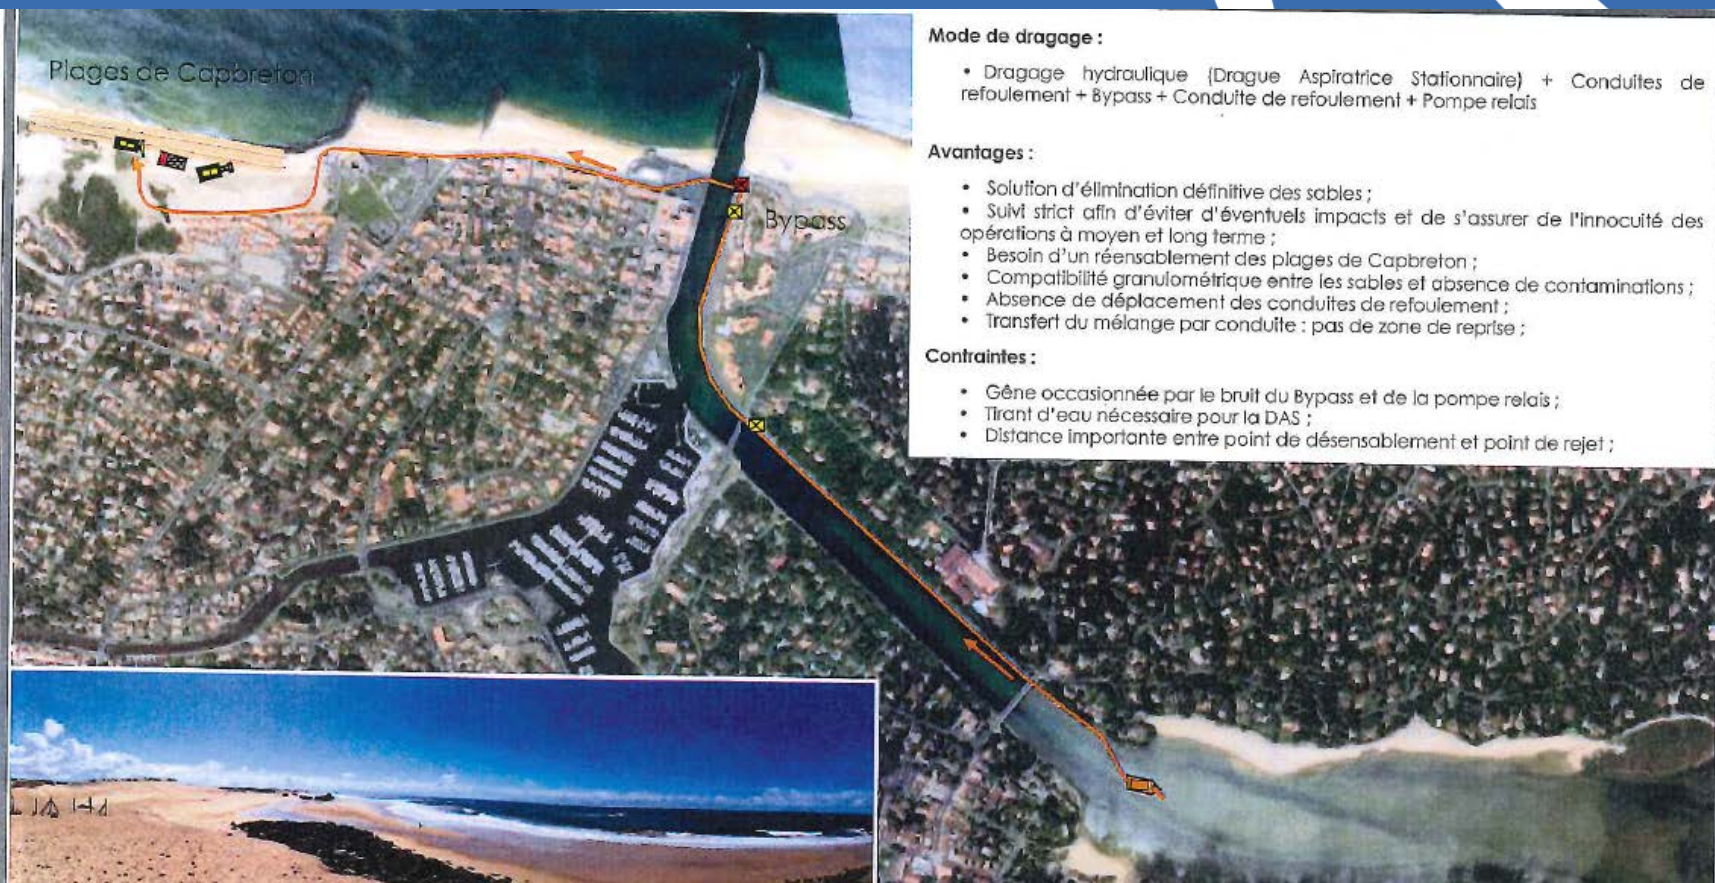 Plages de Capbreton
Bypass
Mode de dragage :
• Dragage hydraulique (Drague Aspiratrice Stationnaire) + Conduites de
refoulement + Bypass + Conduite de refoulement + Pompe relais
Avantages :
• Solution d'élimination définitive des sables ;
• Suivi strict afin d'éviter d'éventuels impacts et de s'assurer de l'innocuité des
opérations à moyen et long terme ;
• Besoin d'un réensablement des plages de Capbreton ;
• Compatibilité granulométrique entre les sables et absence de contaminations ;
• Absence de déplacement des conduites de refoulement ;
• Transfert du mélange par conduite : pas de zone de reprise ;
Contraintes :
• Gêne occasionnée par le bruit du Bypass et de la pompe relais ;
• Tirant d'eau nécessaire pour la DAS ;
• Distance importante entre point de désensablement et point de rejet ;